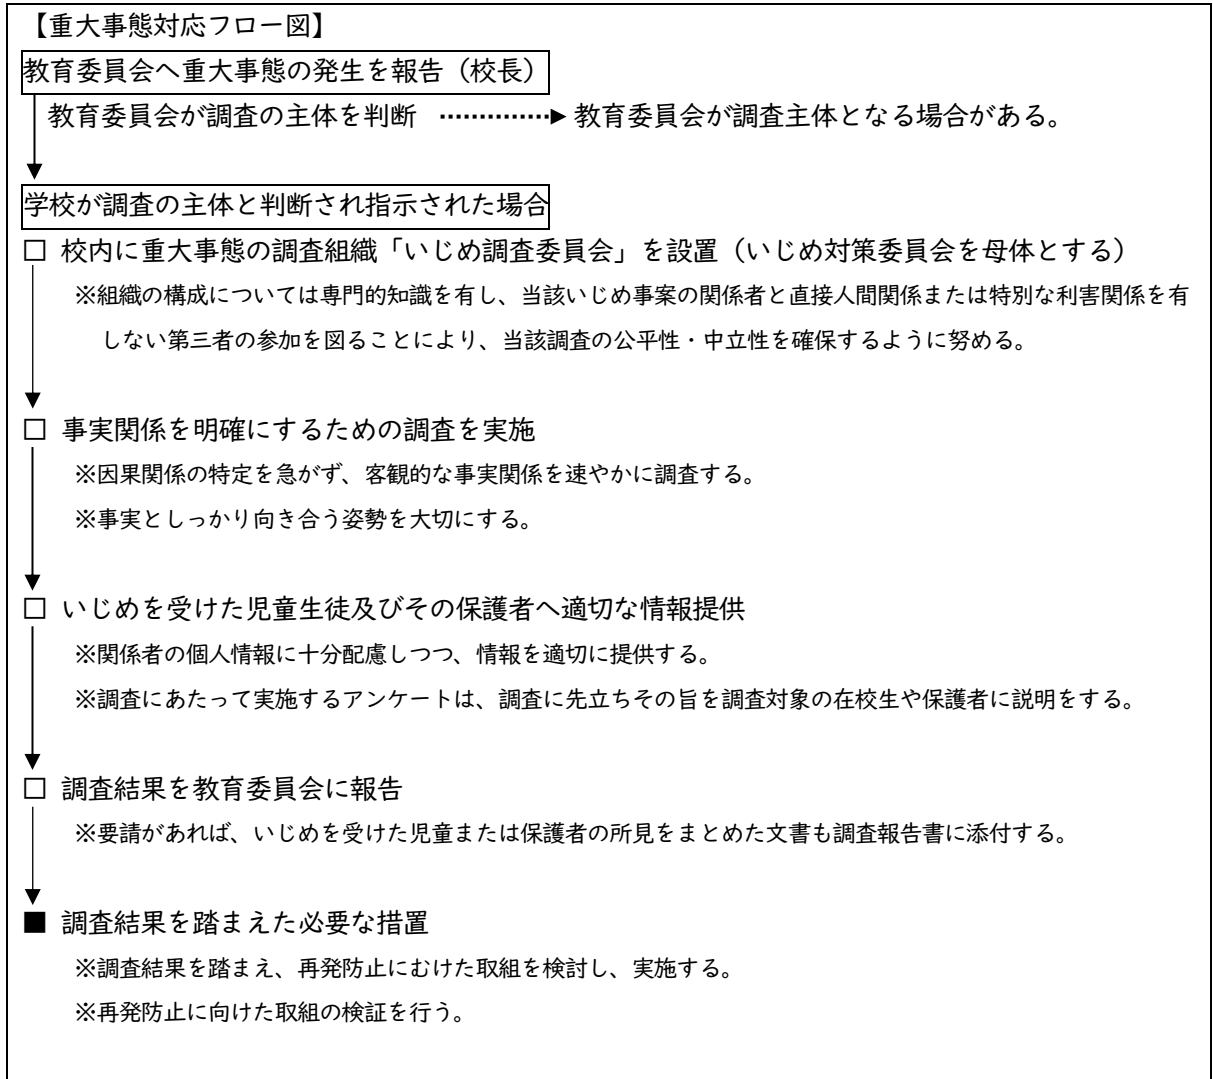 【重大事態対応フロー図】
教育委員会へ重大事態の発生を報告（校長）
教育委員会が調査の主体を判断 ‥‥‥‥‥▶ 教育委員会が調査主体となる場合がある。
学校が調査の主体と判断され指示された場合
□ 校内に重大事態の調査組織「いじめ調査委員会」を設置（いじめ対策委員会を母体とする）
※組織の構成については専門的知識を有し、当該いじめ事案の関係者と直接人間関係または特別な利害関係を有
しない第三者の参加を図ることにより、当該調査の公平性・中立性を確保するように努める。
□ 事実関係を明確にするための調査を実施
※因果関係の特定を急がず、客観的な事実関係を速やかに調査する。
※事実としっかり向き合う姿勢を大切にする。
□ いじめを受けた児童生徒及びその保護者へ適切な情報提供
※関係者の個人情報に十分配慮しつつ、情報を適切に提供する。
※調査にあたって実施するアンケートは、調査に先立ちその旨を調査対象の在校生や保護者に説明をする。
□ 調査結果を教育委員会に報告
※要請があれば、いじめを受けた児童または保護者の所見をまとめた文書も調査報告書に添付する。
■ 調査結果を踏まえた必要な措置
※調査結果を踏まえ、再発防止にむけた取組を検討し、実施する。
※再発防止に向けた取組の検証を行う。